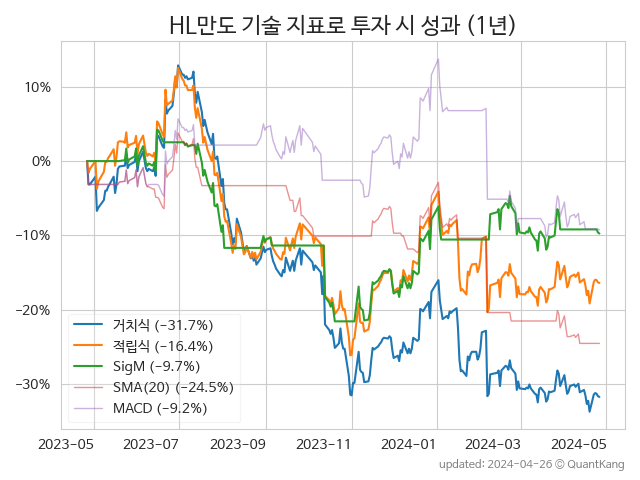 HL만도 기술 지표로 투자 시 성과 (1년)
10%
0%
−10%
−20%
−30%
거치식 (−31.7%)
적립식 (−16.4%)
SigM (−9.7%)
SMA(20) (−24.5%)
MACD (−9.2%)
2023-05
2023-07
2023-09
2023-11
2024-01
2024-03
2024-05
updated: 2024-04-26 © QuantKang